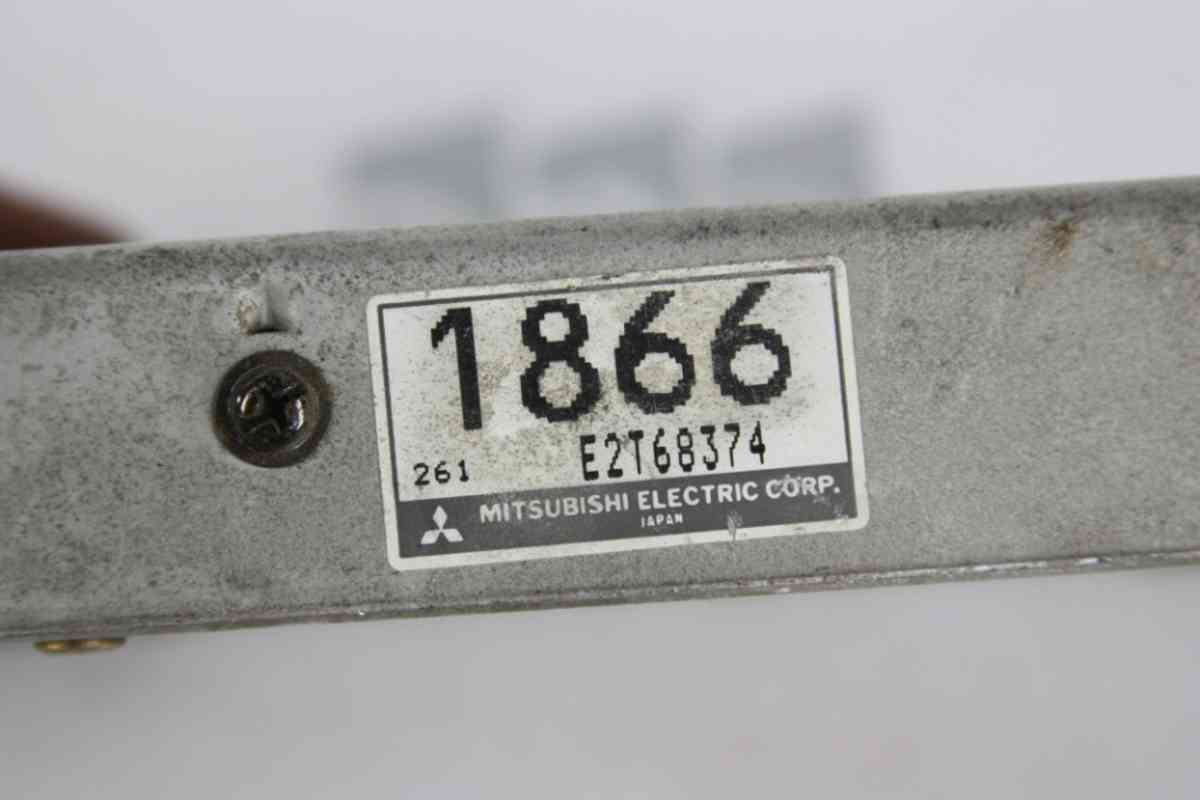 1866
261 E2T68374
MITSUBISHI ELECTRIC CORP.
JAPAN